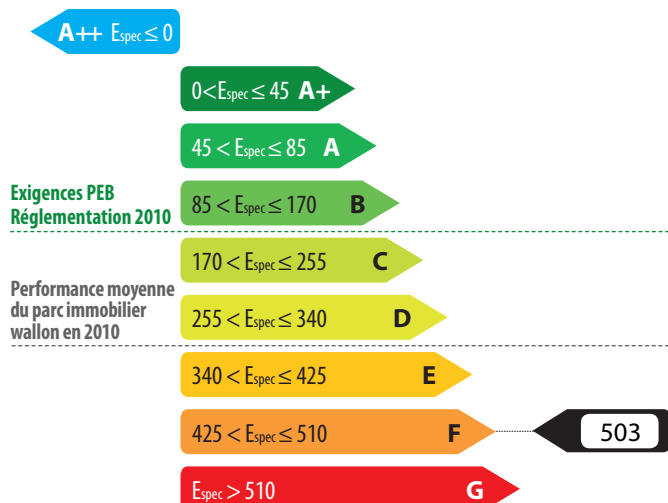 A++ Espec ≤ 0
0 < Espec ≤ 45 A+
45 < Espec ≤ 85 A
Exigences PEB
Réglementation 2010
85 < Espec ≤ 170 B
170 < Espec ≤ 255 C
Performance moyenne
du parc immobilier
wallon en 2010
255 < Espec ≤ 340 D
340 < Espec ≤ 425 E
425 < Espec ≤ 510 F
503
Espec > 510 G